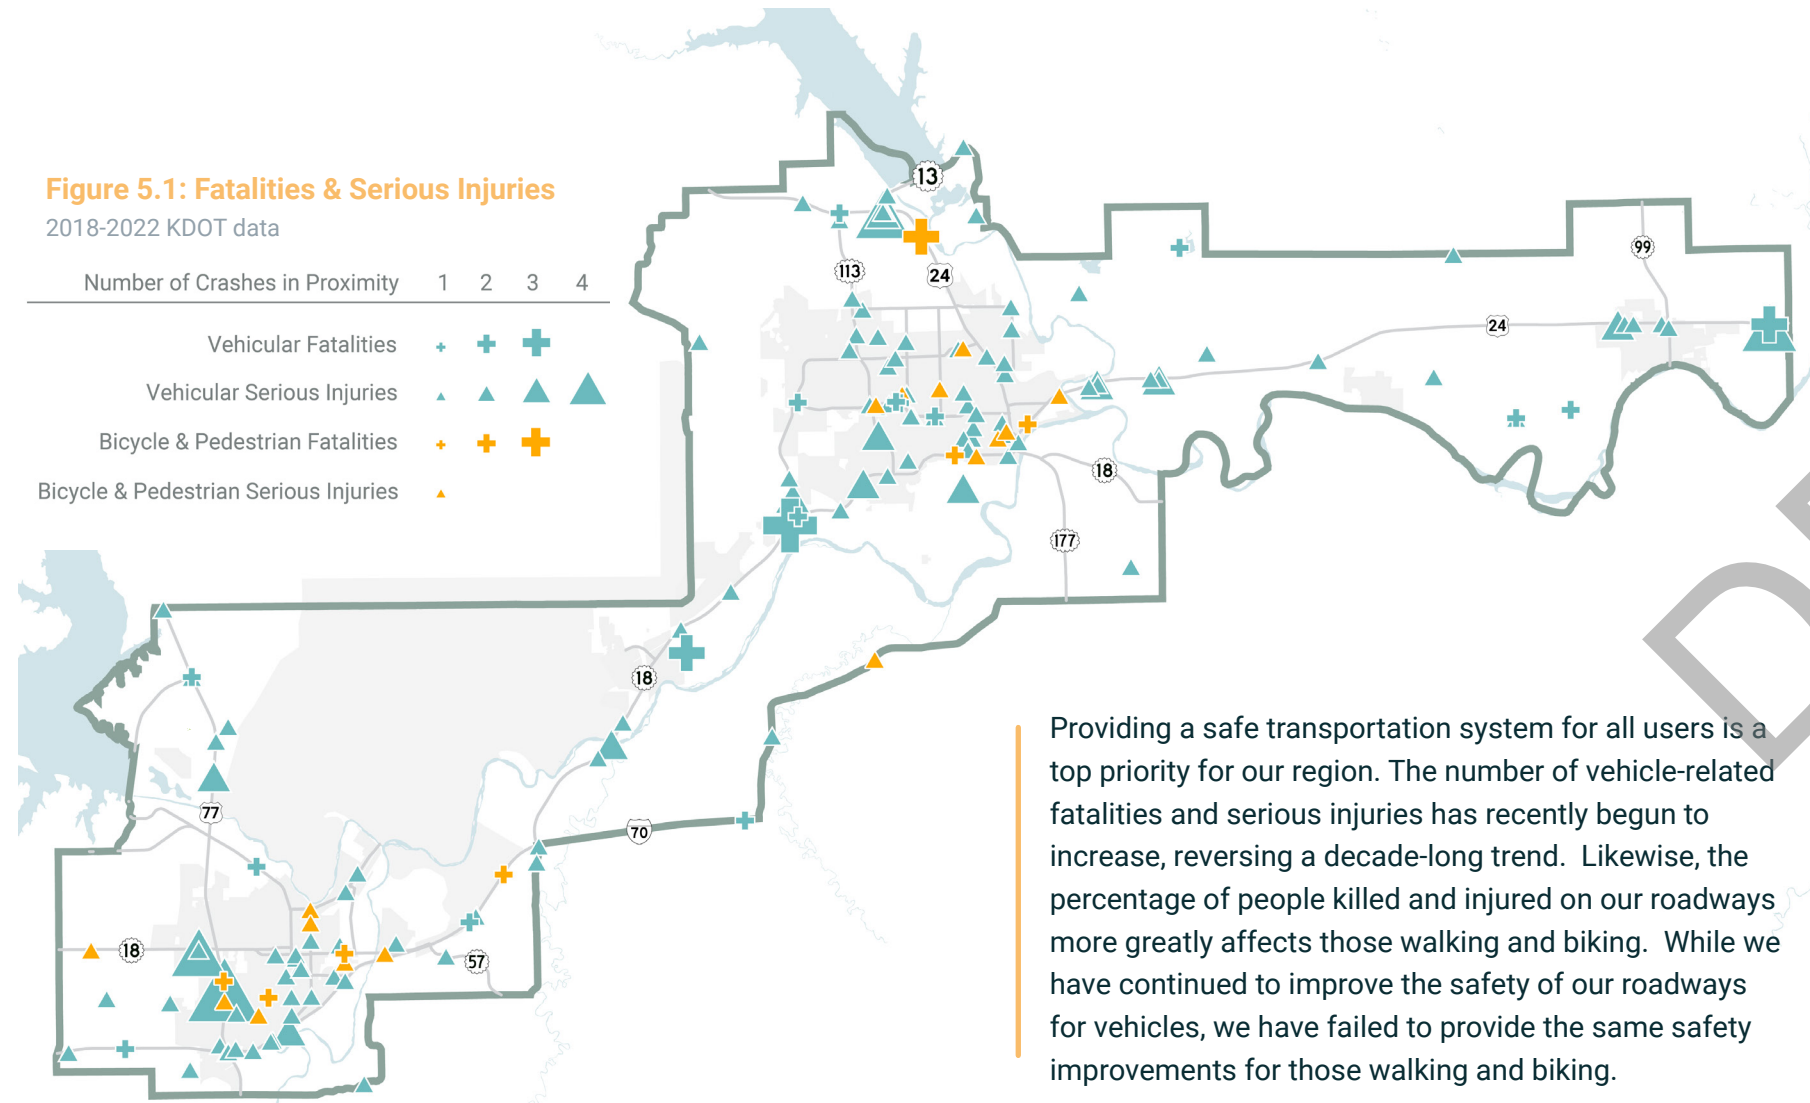 Figure 5.1: Fatalities & Serious Injuries
2018-2022 KDOT data
Number of Crashes in Proximity 1 2 3 4
Vehicular Fatalities
Vehicular Serious Injuries
Bicycle & Pedestrian Fatalities
Bicycle & Pedestrian Serious Injuries
13
99
113
24
24
18
177
18
77
70
18
57
Providing a safe transportation system for all users is a
top priority for our region. The number of vehicle-related
fatalities and serious injuries has recently begun to
increase, reversing a decade-long trend.  Likewise, the
percentage of people killed and injured on our roadways
more greatly affects those walking and biking.  While we
have continued to improve the safety of our roadways
for vehicles, we have failed to provide the same safety
improvements for those walking and biking.